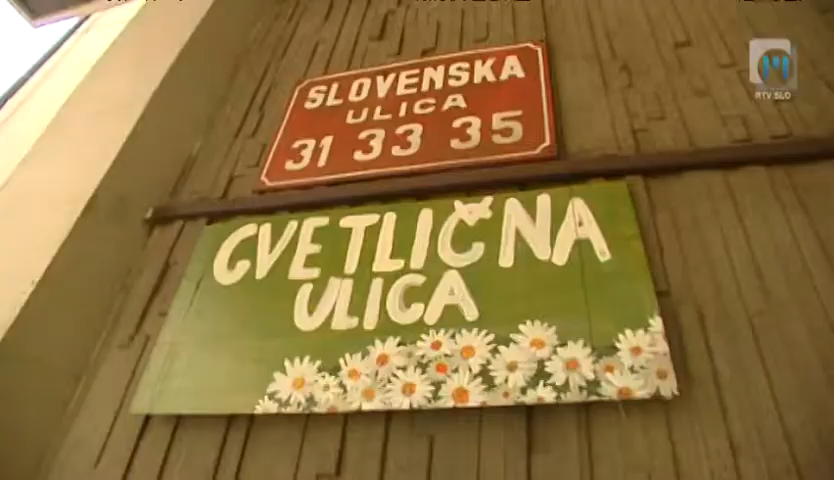 SLOVENSKA
ULICA
31 33 35
CVETLIČNA
ULICA
RTV SLO